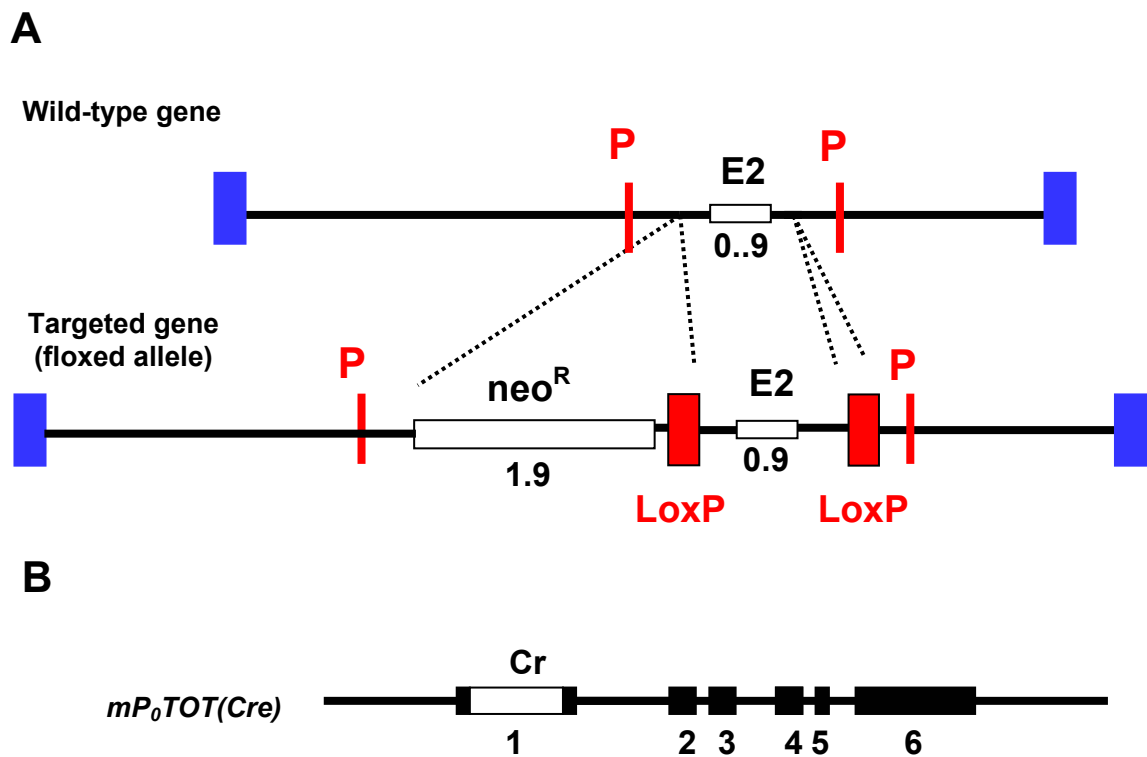 A
Wild-type gene
P
E2
P
0..9
Targeted gene
(floxed allele)
P
neoR
E2
P
1.9
0.9
LoxP
LoxP
B
Cr
mP0TOT(Cre)
1
2
3
4
5
6